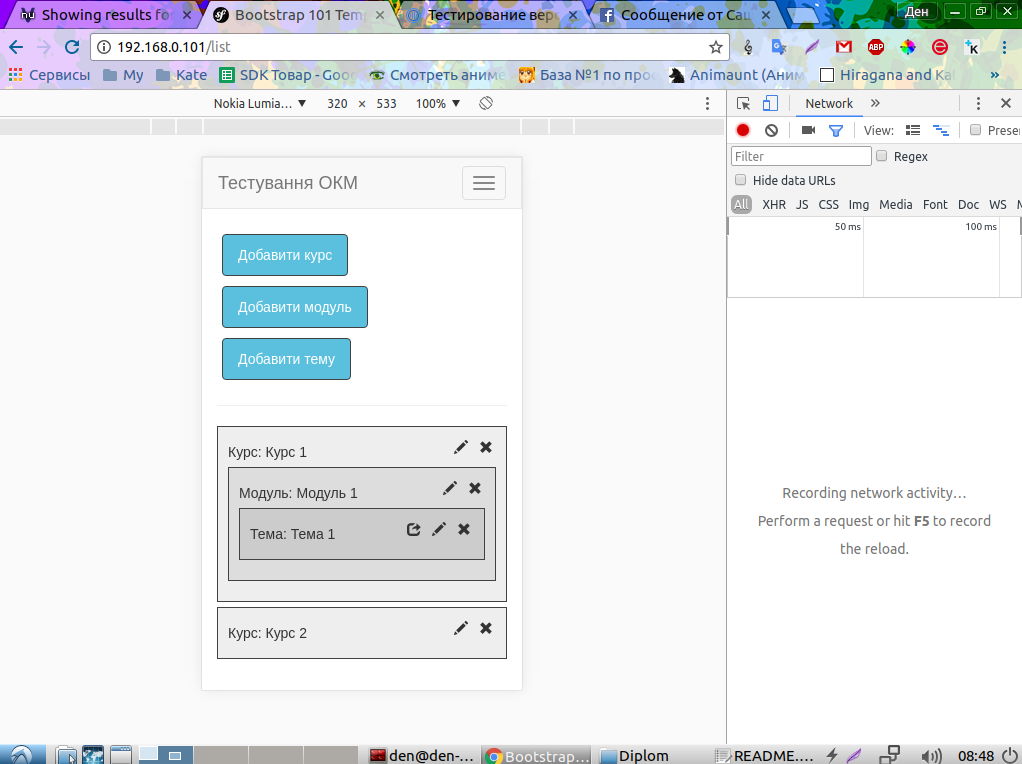 Showing results fo
Bootstrap 101 Tem
Тестирование вер
Сообщение от Саш
Ден
192.168.0.101/list
Сервисы
My
Kate
SDK Товар - Goo
Смотреть аниме
База №1 по про
Animaunt (Аним
Hiragana and Ka
»
Nokia Lumia… ▼ 320 × 533 100% ▼
Network »
View: Prese
Filter
Regex
Hide data URLs
All XHR JS CSS Img Media Font Doc WS M
50 ms 100 ms
Тестування ОКМ
Добавити курс
Добавити модуль
Добавити тему
Курс: Курс 1
Модуль: Модуль 1
Тема: Тема 1
Курс: Курс 2
Recording network activity…
Perform a request or hit F5 to record
the reload.
den@den-...
Bootstrap...
Diplom
README....
08:48